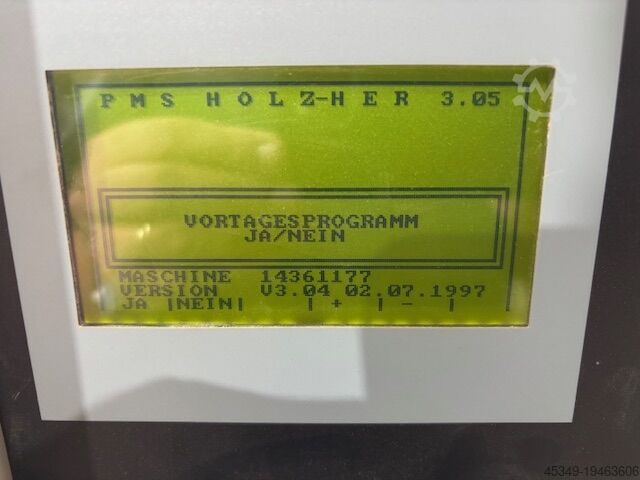 PMS HOLZ-HER 3.05
VORTAGESPROGRAMM
JA/NEIN
MASCHINE 14361177
VERSION V3.04 02.07.1997
JA |NEIN| | + | - |
45349-19463606